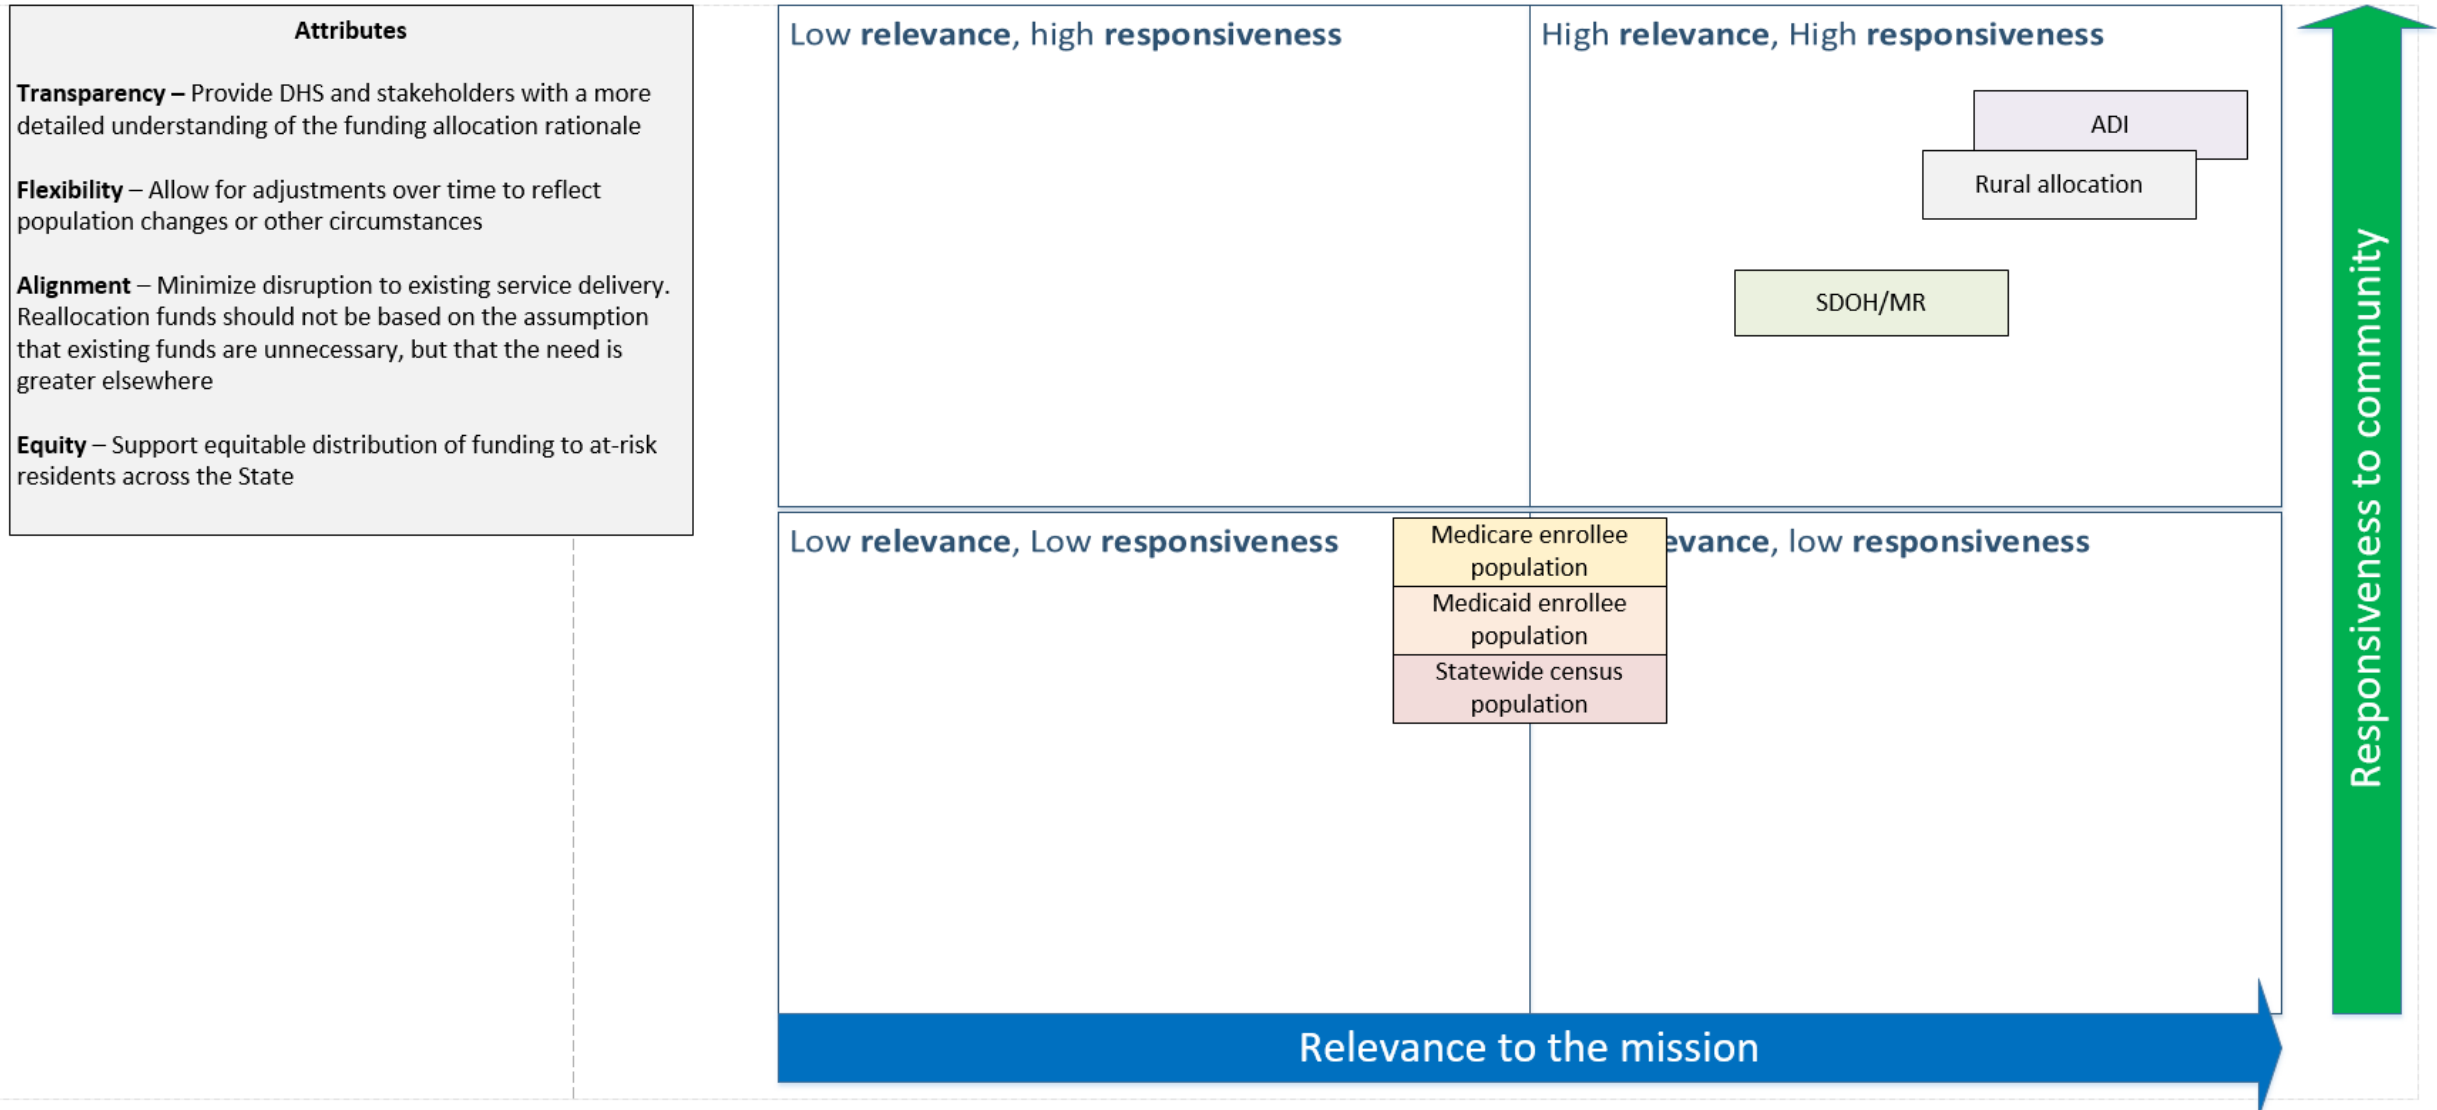 Attributes
Transparency – Provide DHS and stakeholders with a more
detailed understanding of the funding allocation rationale
Flexibility – Allow for adjustments over time to reflect
population changes or other circumstances
Alignment – Minimize disruption to existing service delivery.
Reallocation funds should not be based on the assumption
that existing funds are unnecessary, but that the need is
greater elsewhere
Equity – Support equitable distribution of funding to at-risk
residents across the State
Low relevance, high responsiveness
High relevance, High responsiveness
ADI
Rural allocation
SDOH/MR
Low relevance, Low responsiveness
evance, low responsiveness
Medicare enrollee
population
Medicaid enrollee
population
Statewide census
population
Relevance to the mission
Responsiveness to community